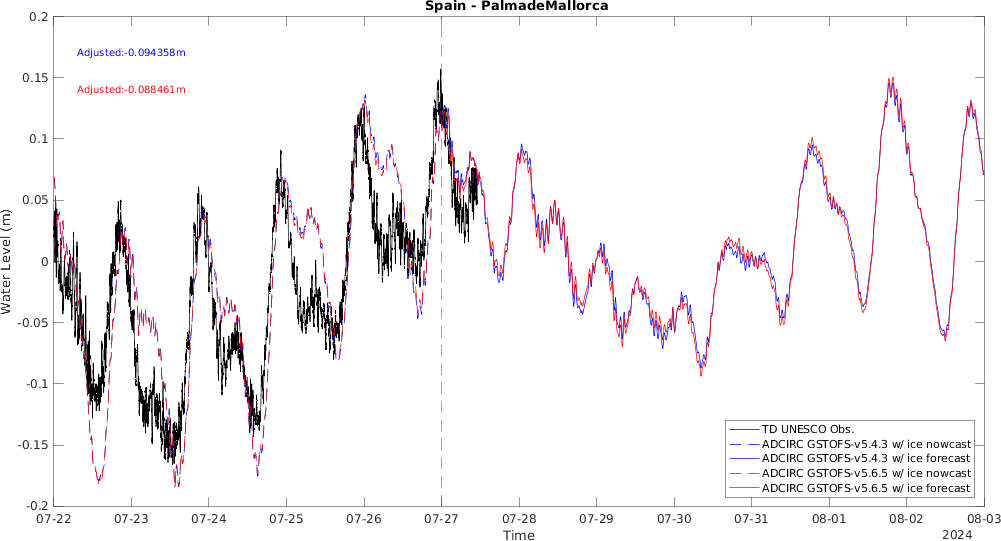 Spain - PalmadeMallorca
0.2
0.15
0.1
0.05
0
-0.05
-0.1
-0.15
-0.2
Water Level (m)
Adjusted:-0.094358m
Adjusted:-0.088461m
TD UNESCO Obs.
ADCIRC GSTOFS-v5.4.3 w/ ice nowcast
ADCIRC GSTOFS-v5.4.3 w/ ice forecast
ADCIRC GSTOFS-v5.6.5 w/ ice nowcast
ADCIRC GSTOFS-v5.6.5 w/ ice forecast
07-22 07-23 07-24 07-25 07-26 07-27 07-28 07-29 07-30 07-31 08-01 08-02 08-03
Time
2024